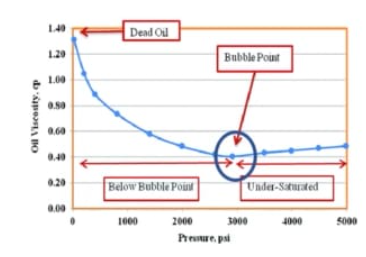 1.40
Dead Oil
1.20
Bubble Point
1.00
0.80
0.60
0.40
0.20
0.00
Oil Viscosity, cp
Below Bubble Point
Under-Saturated
0
1000
2000
3000
4000
5000
Pressure, psi